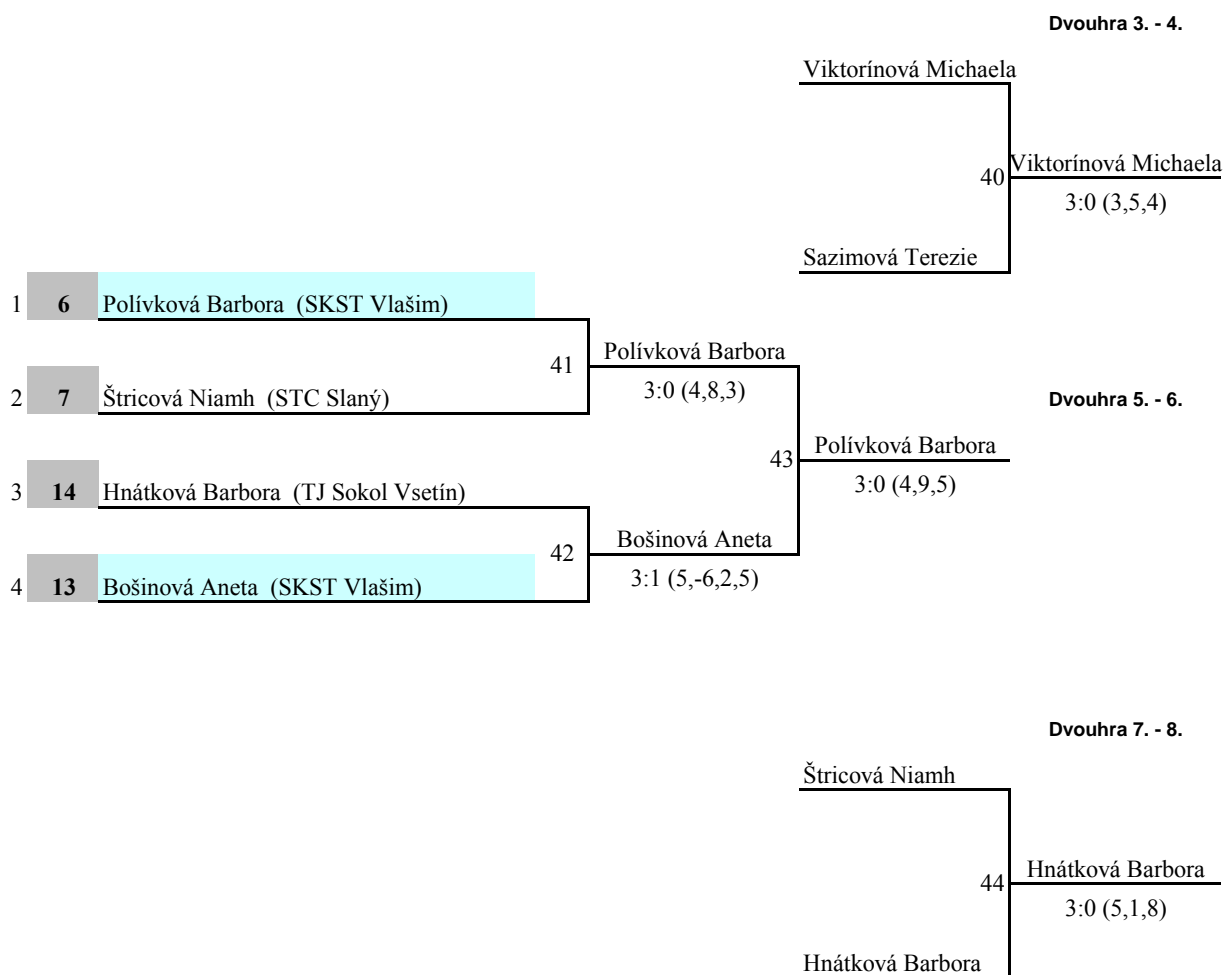 Dvouhra 3. - 4.
Viktorínová Michaela
40 Viktorínová Michaela
3:0 (3,5,4)
Sazimová Terezie
1 6 Polívková Barbora (SKST Vlašim)
41 Polívková Barbora
3:0 (4,8,3)
2 7 Štricová Niamh (STC Slaný)
Dvouhra 5. - 6.
43 Polívková Barbora
3:0 (4,9,5)
3 14 Hnátková Barbora (TJ Sokol Vsetín)
42 Bošinová Aneta
3:1 (5,-6,2,5)
4 13 Bošinová Aneta (SKST Vlašim)
Dvouhra 7. - 8.
Štricová Niamh
44 Hnátková Barbora
3:0 (5,1,8)
Hnátková Barbora